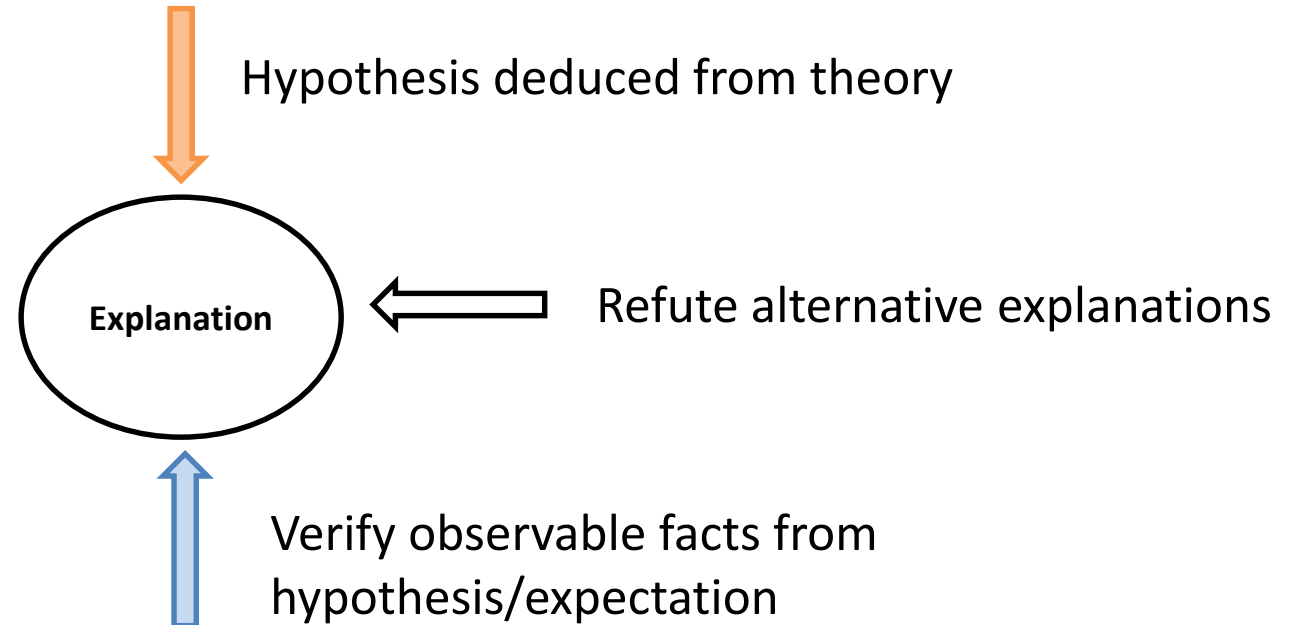 Hypothesis deduced from theory
Explanation
Refute alternative explanations
Verify observable facts from
hypothesis/expectation